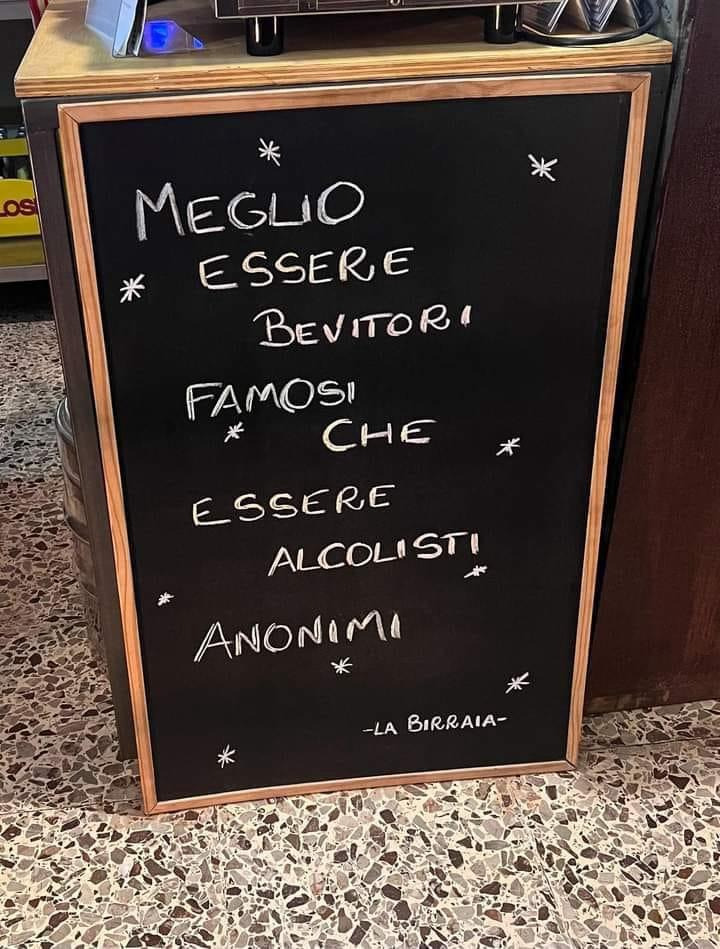 MEGLIO
ESSERE
BEVITORI
FAMOSI
CHE
ESSERE
ALCOLISTI
ANONIMI
-LA BIRRAIA-